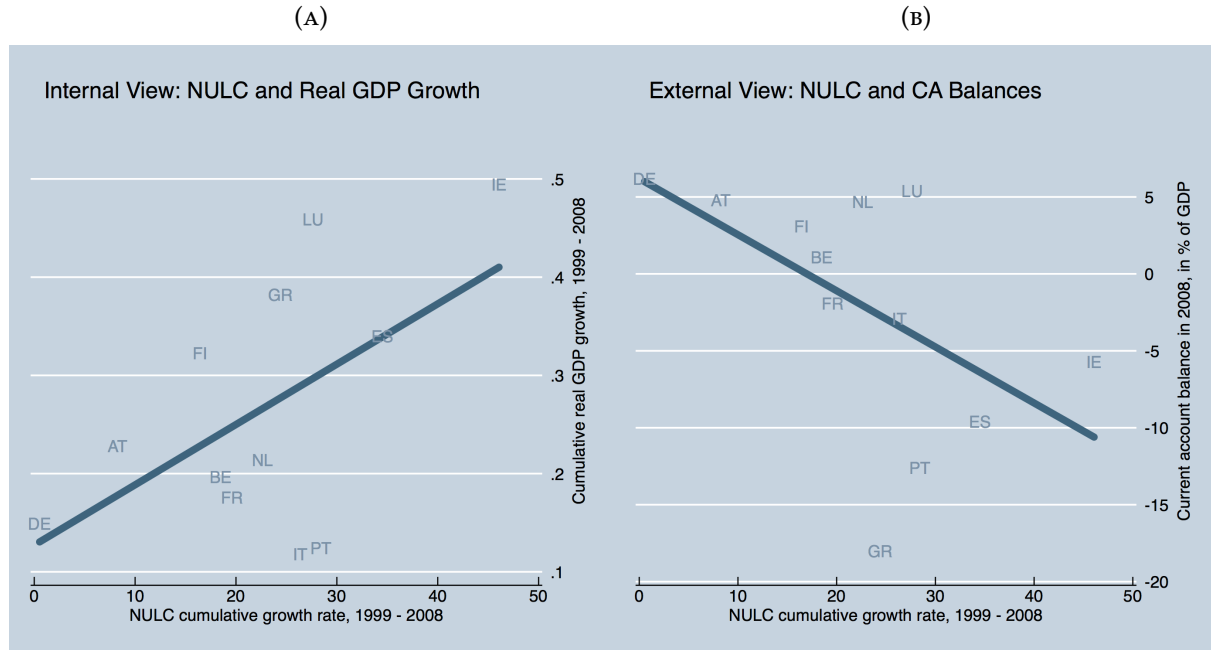 (A)
Internal View: NULC and Real GDP Growth
.5
.4
.3
.2
.1
Cumulative real GDP growth, 1999 - 2008
IE
LU
GR
ES
FI
AT
NL
BE
FR
DE
IT
PT
0 10 20 30 40 50
NULC cumulative growth rate, 1999 - 2008
(B)
External View: NULC and CA Balances
5
0
-5
-10
-15
-20
Current account balance in 2008, in % of GDP
DE
AT
NL
LU
FI
BE
FR
IT
IE
ES
PT
GR
0 10 20 30 40 50
NULC cumulative growth rate, 1999 - 2008